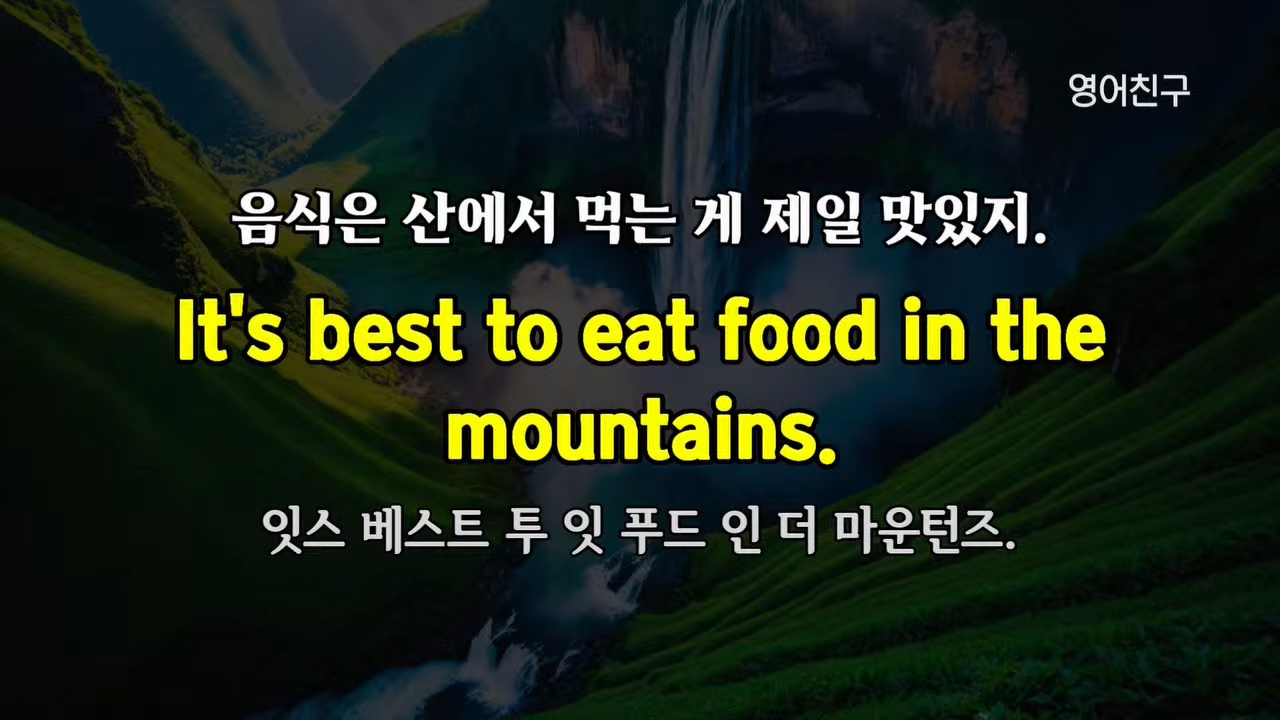 영어친구
음식은 산에서 먹는 게 제일 맛있지.
It's best to eat food in the
mountains.
잇스 베스트 투 잇 푸드 인 더 마운턴즈.